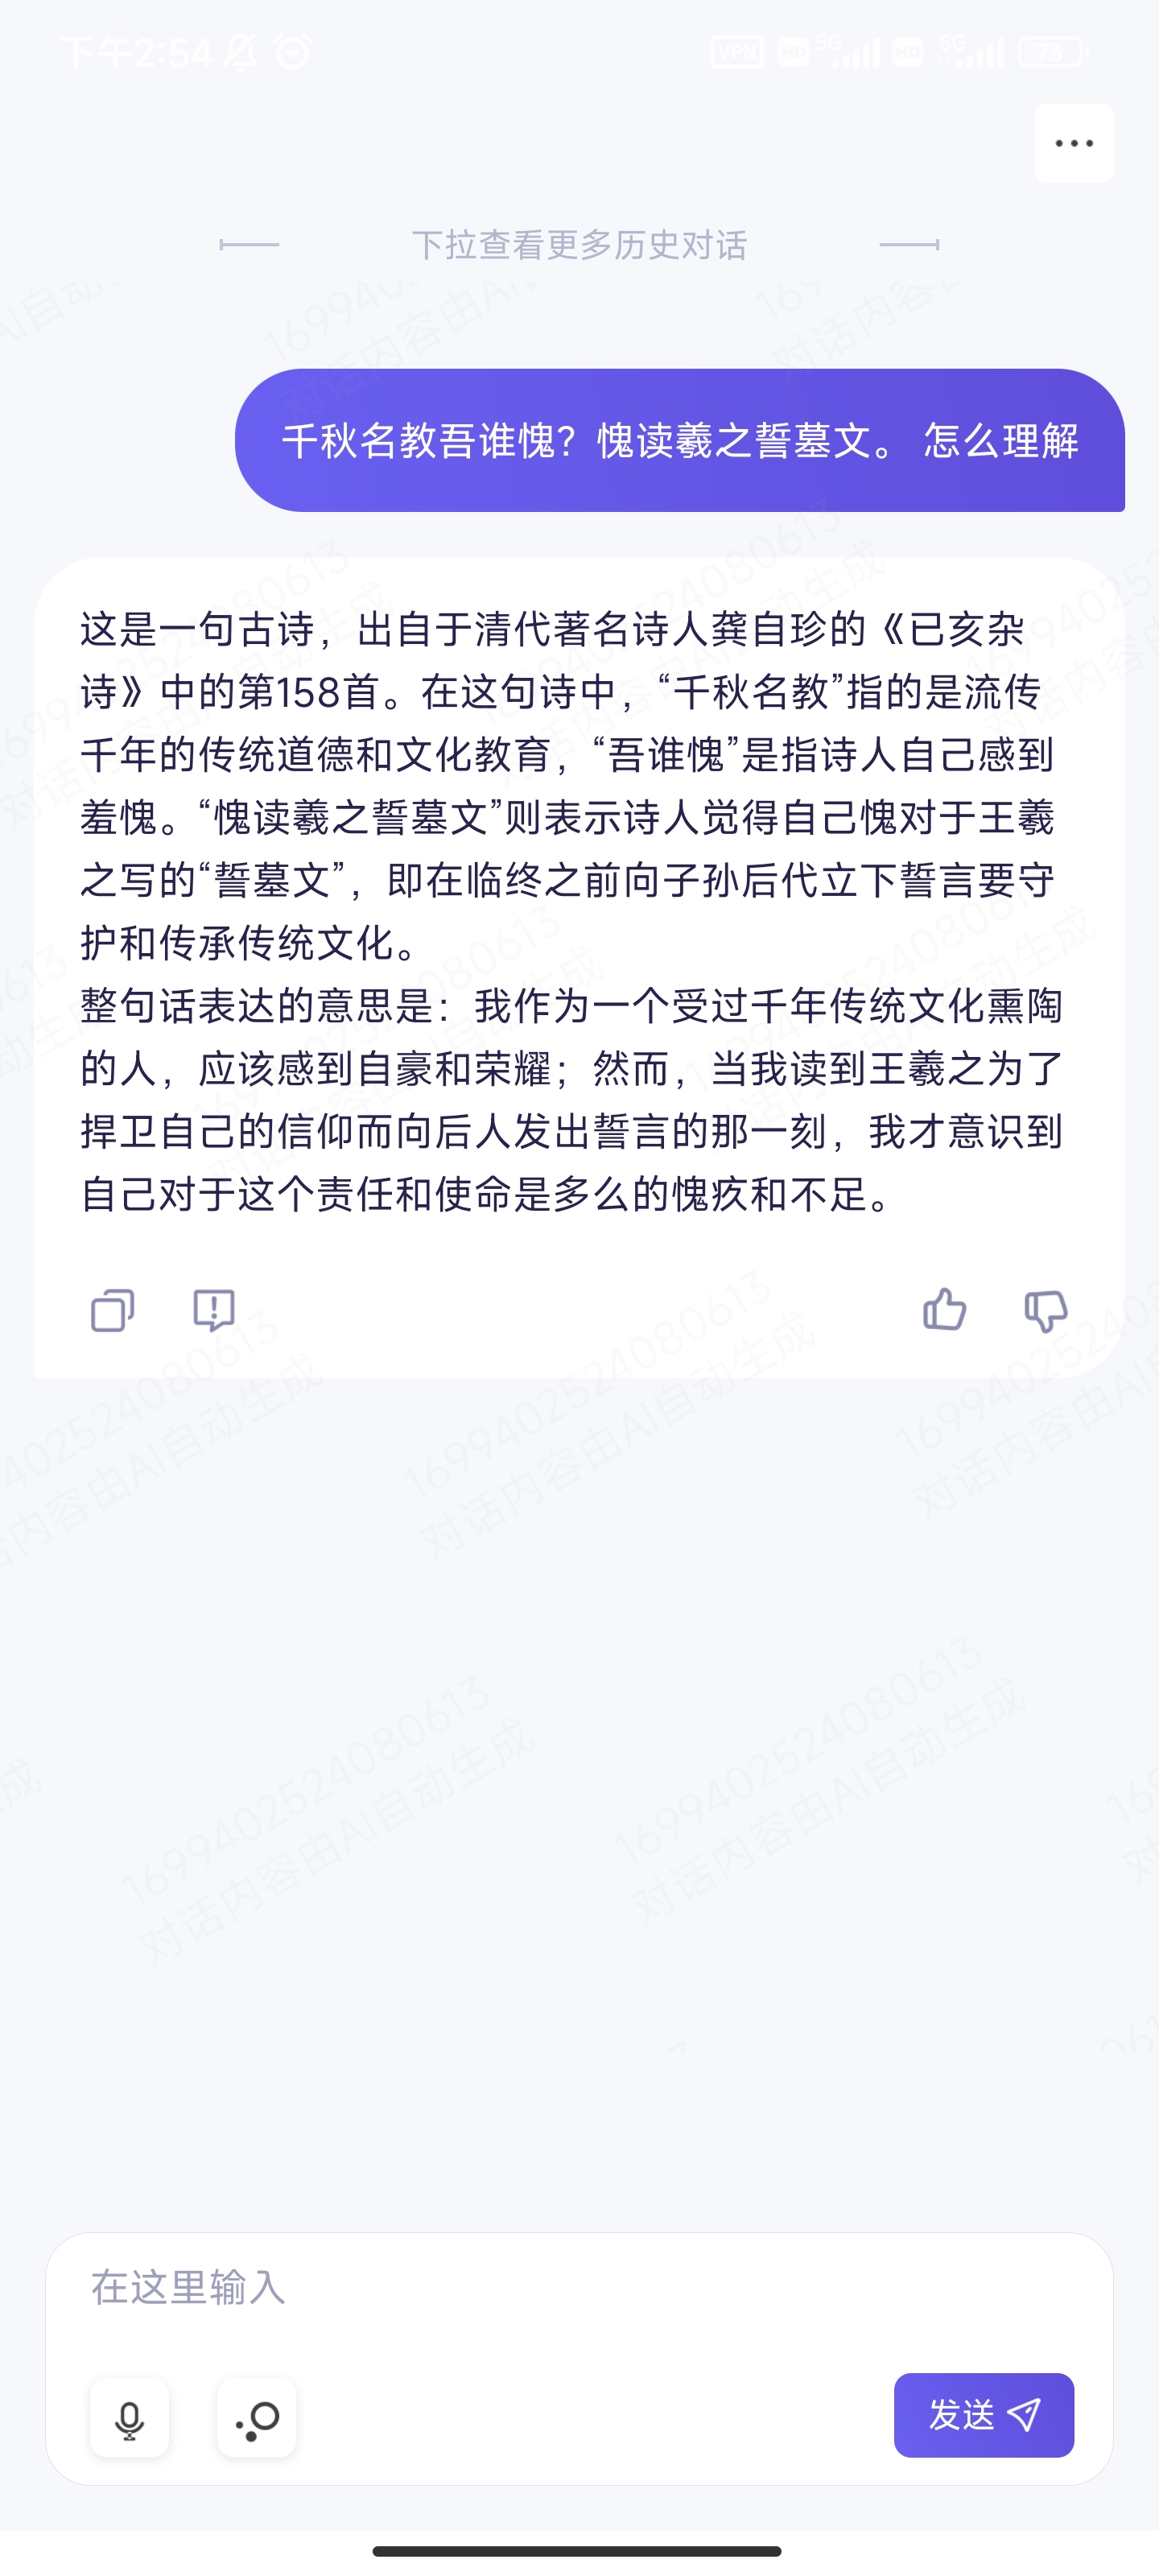 下午2:54 VPN HD 5G HD 5G 73
下拉查看更多历史对话
千秋名教吾谁愧？愧读羲之誓墓文。 怎么理解
这是一句古诗，出自于清代著名诗人龚自珍的《已亥杂
诗》中的第158首。在这句诗中，“千秋名教”指的是流传
千年的传统道德和文化教育，“吾谁愧”是指诗人自己感到
羞愧。“愧读羲之誓墓文”则表示诗人觉得自己愧对于王羲
之写的“誓墓文”，即在临终之前向子孙后代立下誓言要守
护和传承传统文化。
整句话表达的意思是：我作为一个受过千年传统文化熏陶
的人，应该感到自豪和荣耀；然而，当我读到王羲之为了
捍卫自己的信仰而向后人发出誓言的那一刻，我才意识到
自己对于这个责任和使命是多么的愧疚和不足。
1699402524080613
对话内容由AI自动生成
在这里输入
发送